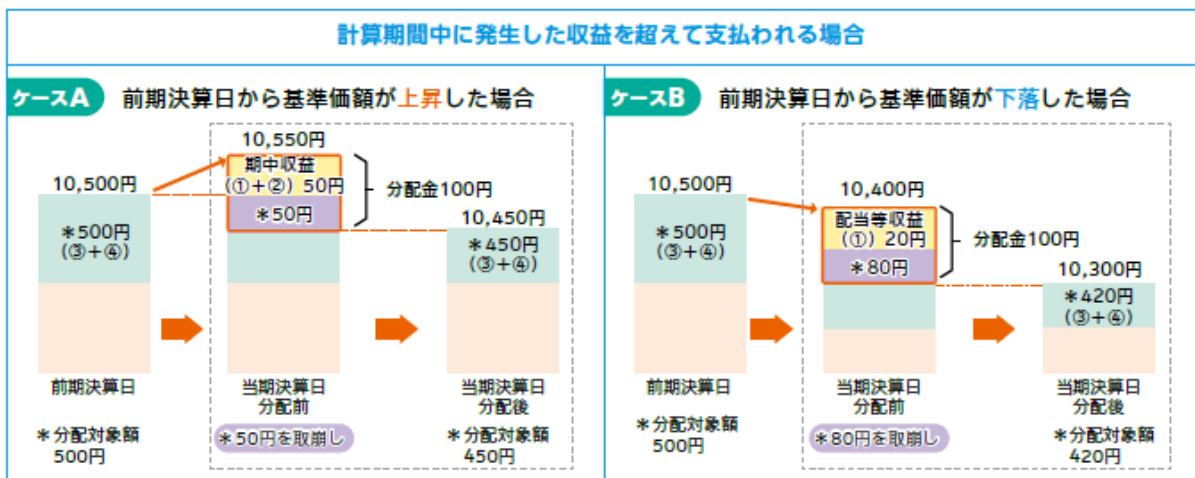 計算期間中に発生した収益を超えて支払われる場合
ケースA 前期決算日から基準価額が上昇した場合
10,550円
期中収益
(①+②) 50円
*50円
分配金100円
10,500円
*500円
(③+④)
10,450円
*450円
(③+④)
前期決算日
当期決算日
分配前
当期決算日
分配後
*分配対象額
500円
*50円を取崩し
*分配対象額
450円
ケースB 前期決算日から基準価額が下落した場合
10,500円
*500円
(③+④)
10,400円
配当等収益
(①) 20円
*80円
分配金100円
10,300円
*420円
(③+④)
前期決算日
当期決算日
分配前
当期決算日
分配後
*分配対象額
500円
*80円を取崩し
*分配対象額
420円